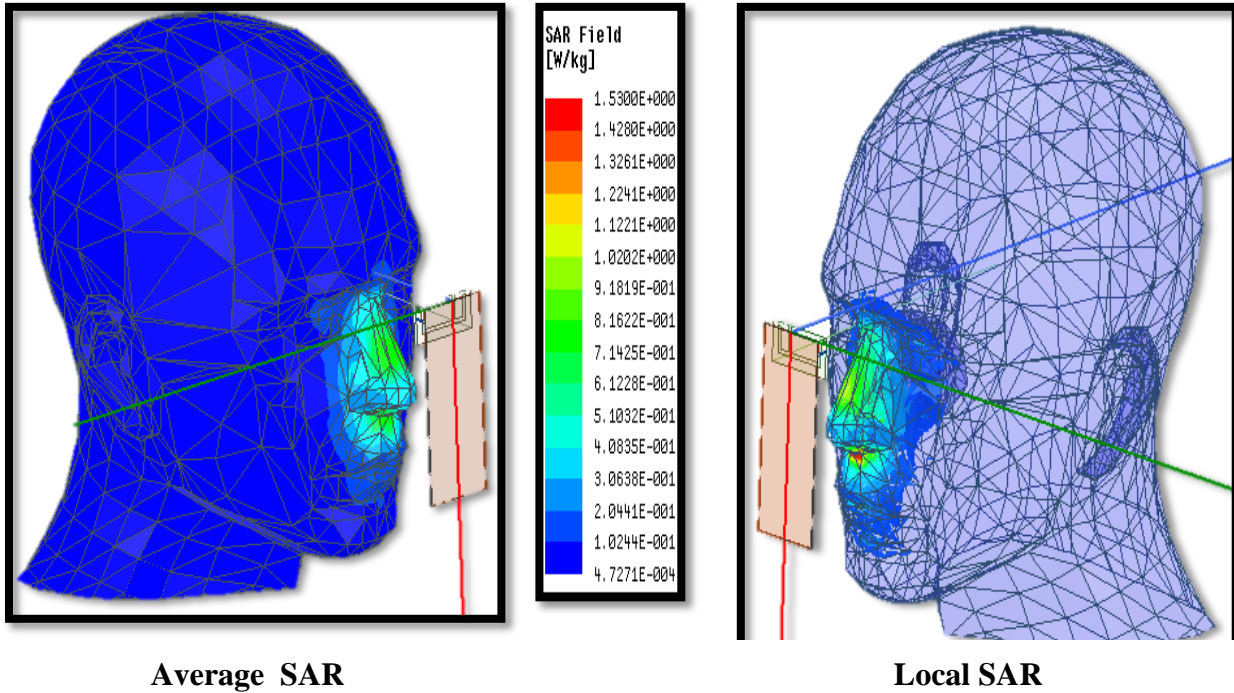 SAR Field
[W/kg]
1.5300E+000
1.4280E+000
1.3261E+000
1.2241E+000
1.1221E+000
1.0202E+000
9.1819E-001
8.1622E-001
7.1425E-001
6.1228E-001
5.1032E-001
4.0835E-001
3.0638E-001
2.0441E-001
1.0244E-001
4.7271E-004
Average SAR
Local SAR